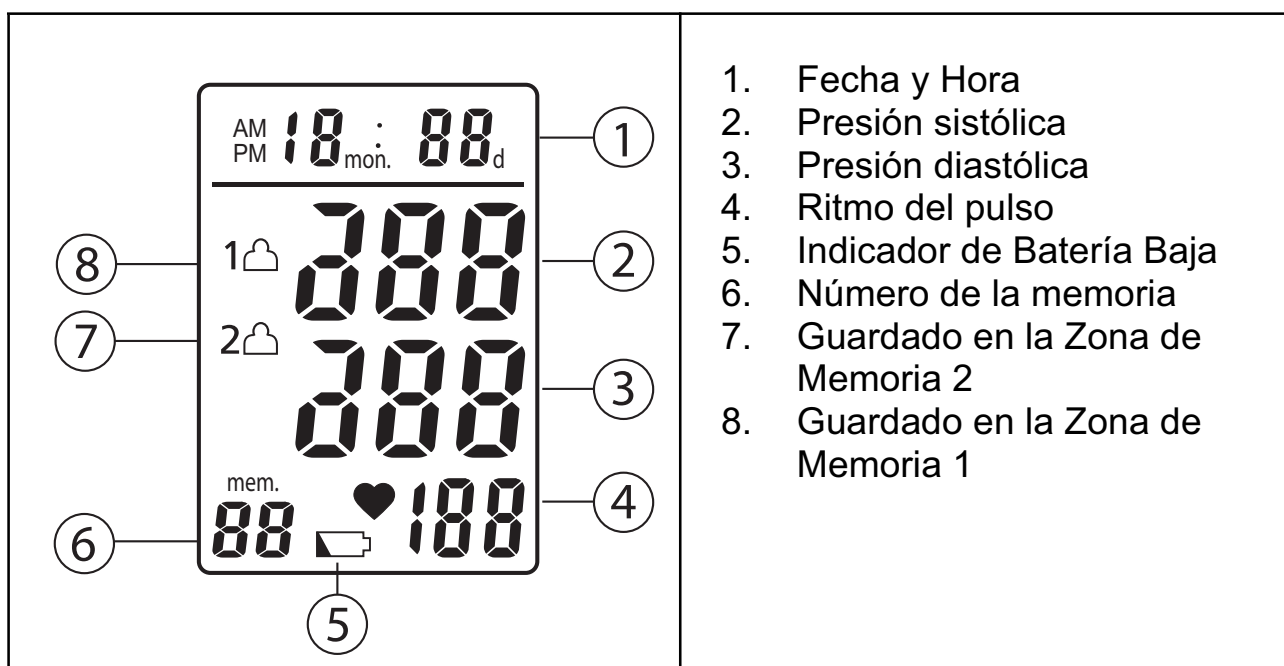 AM 18 : 88
PM mon. d
1 288
2
288
mem.
88 188
1
2
3
4
5
6
7
8
1. Fecha y Hora
2. Presión sistólica
3. Presión diastólica
4. Ritmo del pulso
5. Indicador de Batería Baja
6. Número de la memoria
7. Guardado en la Zona de
Memoria 2
8. Guardado en la Zona de
Memoria 1